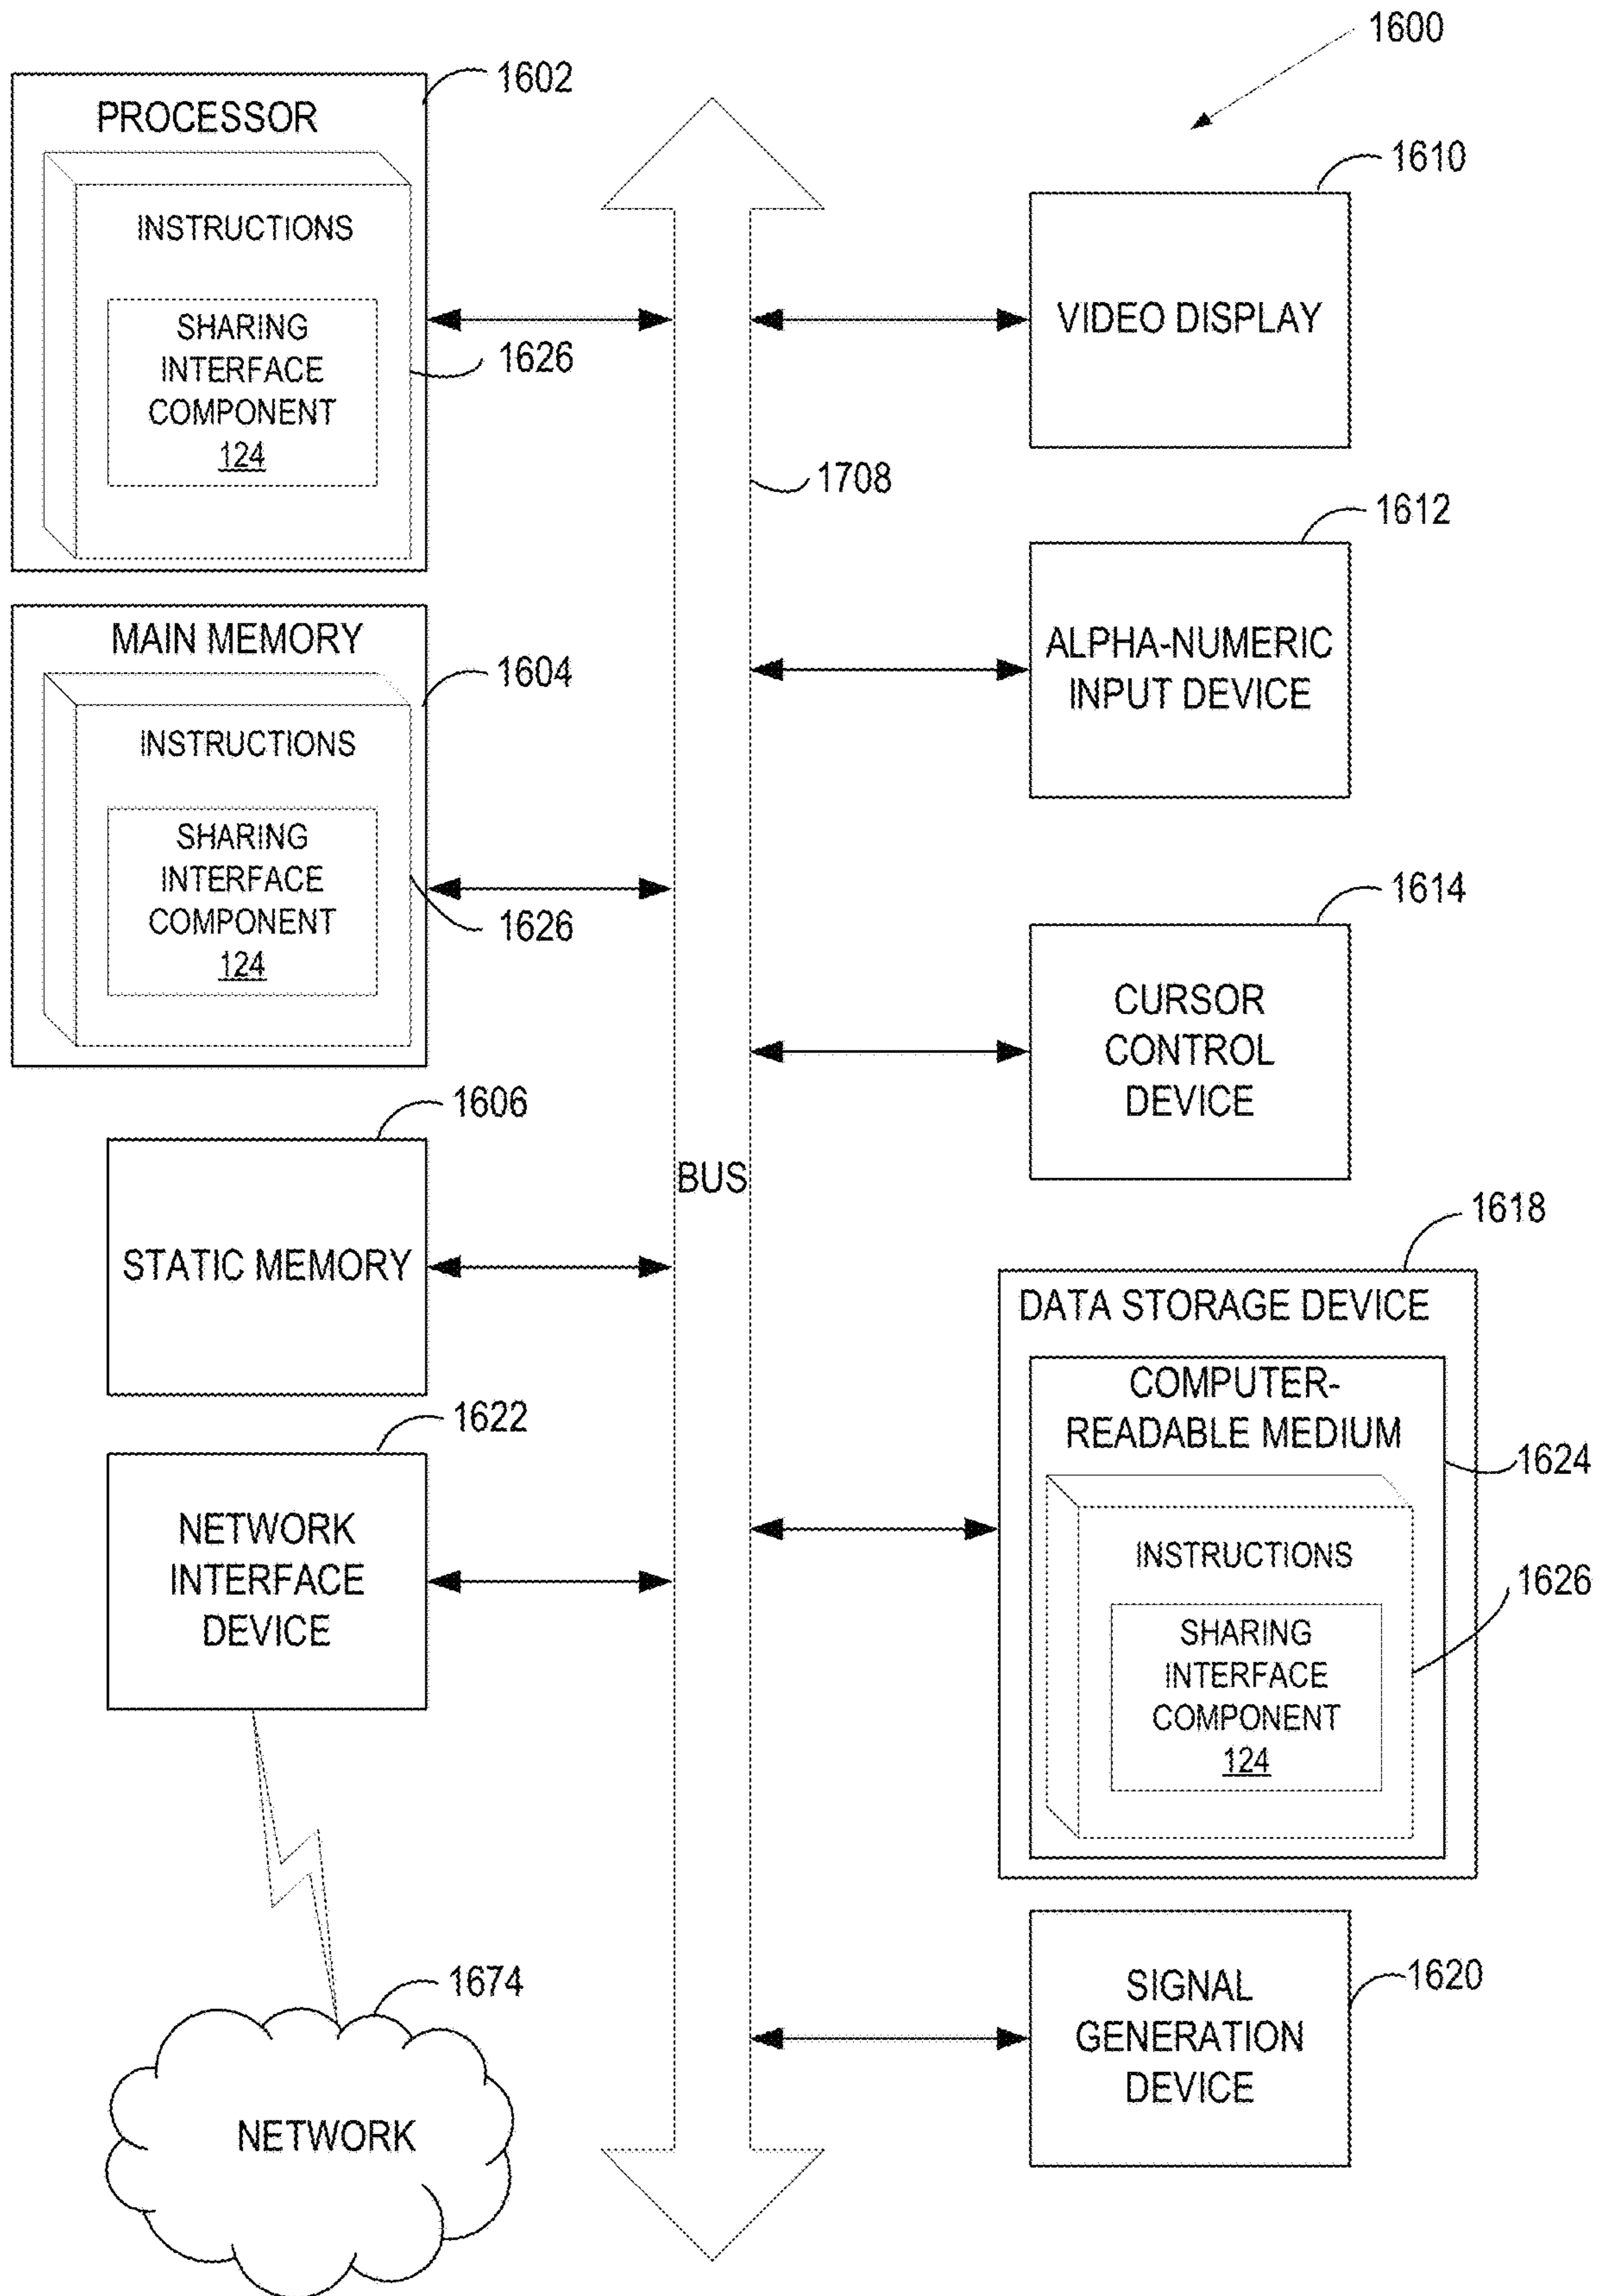 1600
1602
PROCESSOR
INSTRUCTIONS
SHARING
INTERFACE
COMPONENT
124
1626
MAIN MEMORY
1604
INSTRUCTIONS
SHARING
INTERFACE
COMPONENT
124
1626
1606
STATIC MEMORY
1622
NETWORK
INTERFACE
DEVICE
1674
NETWORK
1708
BUS
1610
VIDEO DISPLAY
1612
ALPHA-NUMERIC
INPUT DEVICE
1614
CURSOR
CONTROL
DEVICE
1618
DATA STORAGE DEVICE
COMPUTER-
READABLE MEDIUM
1624
INSTRUCTIONS
1626
SHARING
INTERFACE
COMPONENT
124
SIGNAL
GENERATION
DEVICE
1620